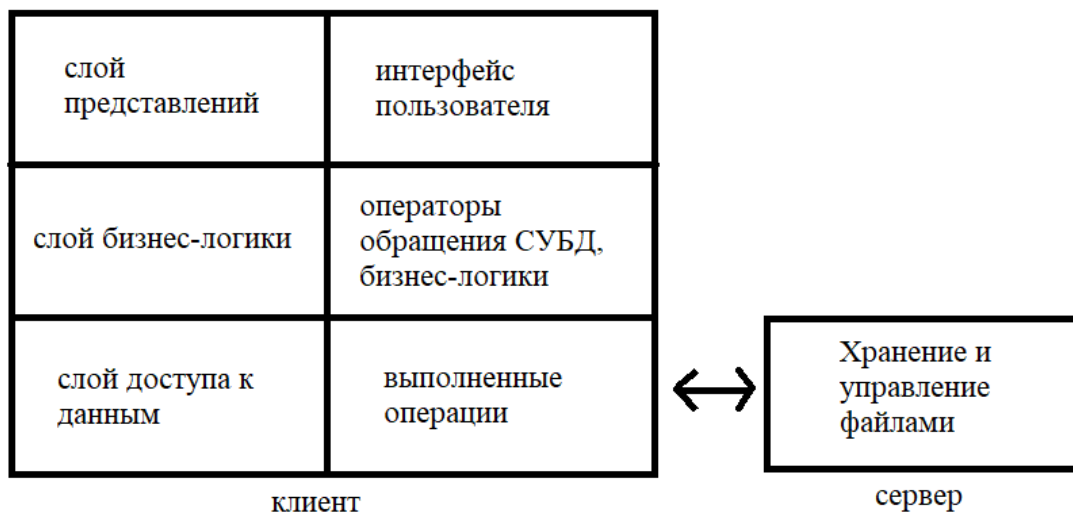 слой
представлений
интерфейс
пользователя
слой бизнес-логики
операторы
обращения СУБД,
бизнес-логики
слой доступа к
данным
выполненные
операции
Хранение и
управление
файлами
клиент
сервер